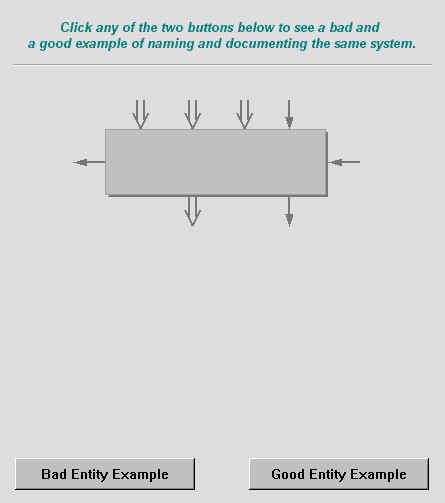 Click any of the two buttons below to see a bad and
a good example of naming and documenting the same system.
Bad Entity Example
Good Entity Example